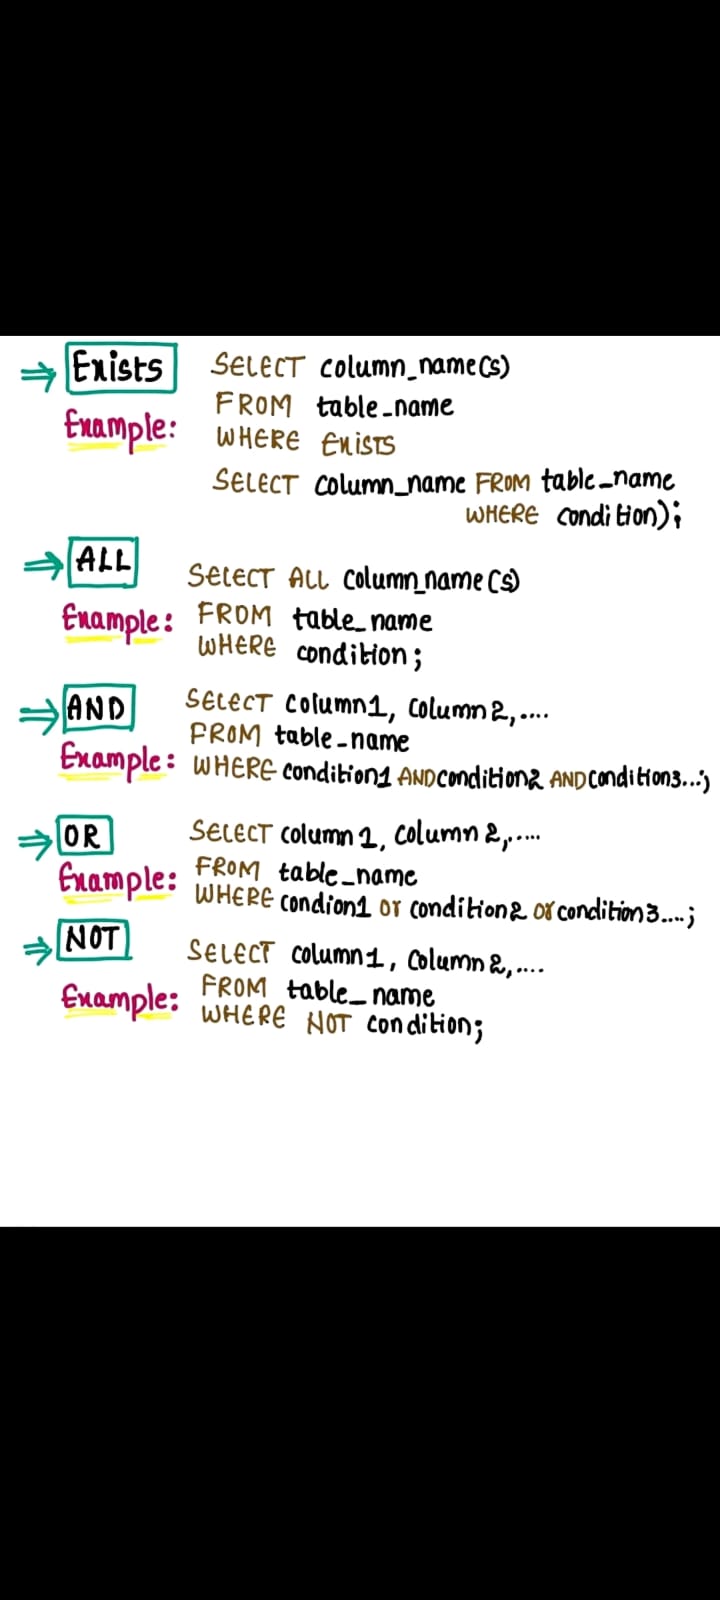 ⇒ Exists SELECT column_name(s)
FROM table_name
Example: WHERE EXISTS
SELECT column_name FROM table_name
WHERE condition);
⇒ ALL
SELECT ALL column_name(s)
Example: FROM table_name
WHERE condition;
⇒ AND SELECT column1, column2,....
FROM table_name
Example: WHERE condition1 AND condition2 AND condition3...;
⇒ OR SELECT column1, column2,....
Example: FROM table_name
WHERE condion1 or condition2 or condition3....;
⇒ NOT SELECT column1, column2,....
Example: FROM table_name
WHERE NOT condition;